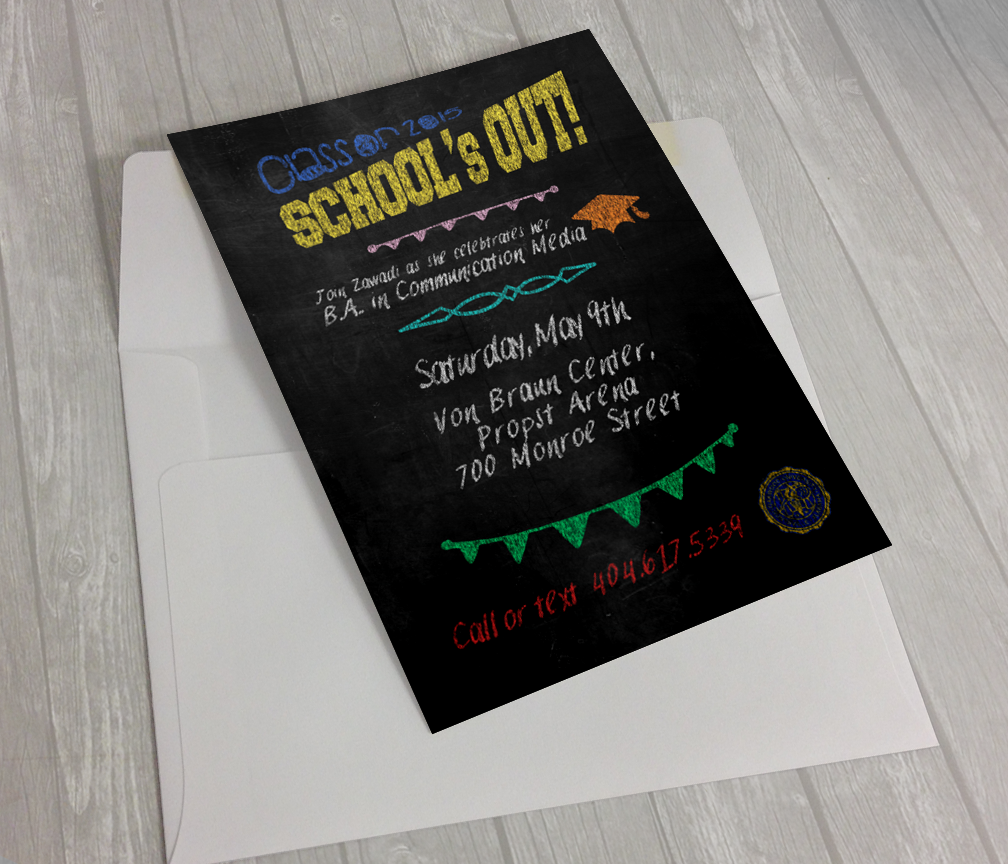 Class of 2015
SCHOOL's OUT!
Join Zawadi as she celebtrates her
B.A. in Communication Media
Saturday, May 9th
Von Braun Center,
Propst Arena
700 Monroe Street
Call or text 404.617.5339